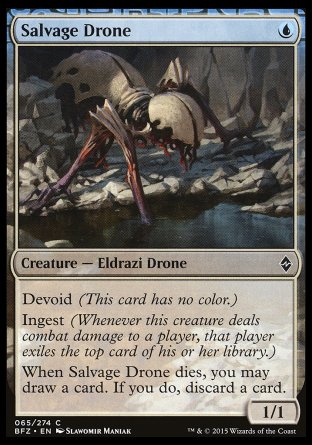 Salvage Drone
Creature — Eldrazi Drone
Devoid (This card has no color.)
Ingest (Whenever this creature deals
combat damage to a player, that player
exiles the top card of his or her library.)
When Salvage Drone dies, you may
draw a card. If you do, discard a card.
1/1
065/274 C
BFZ • EN Slawomir Maniak
™ & © 2015 Wizards of the Coast